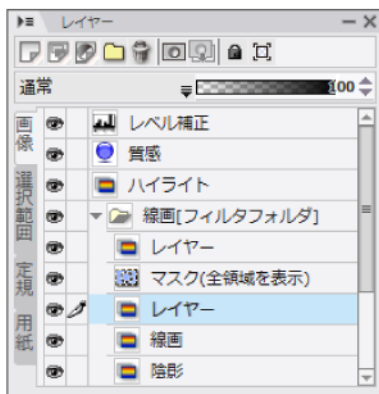 レイヤー
通常
100
画像
選択範囲
定規
用紙
レベル補正
質感
ハイライト
線画[フィルタフォルダ]
レイヤー
マスク(全領域を表示)
レイヤー
線画
陰影